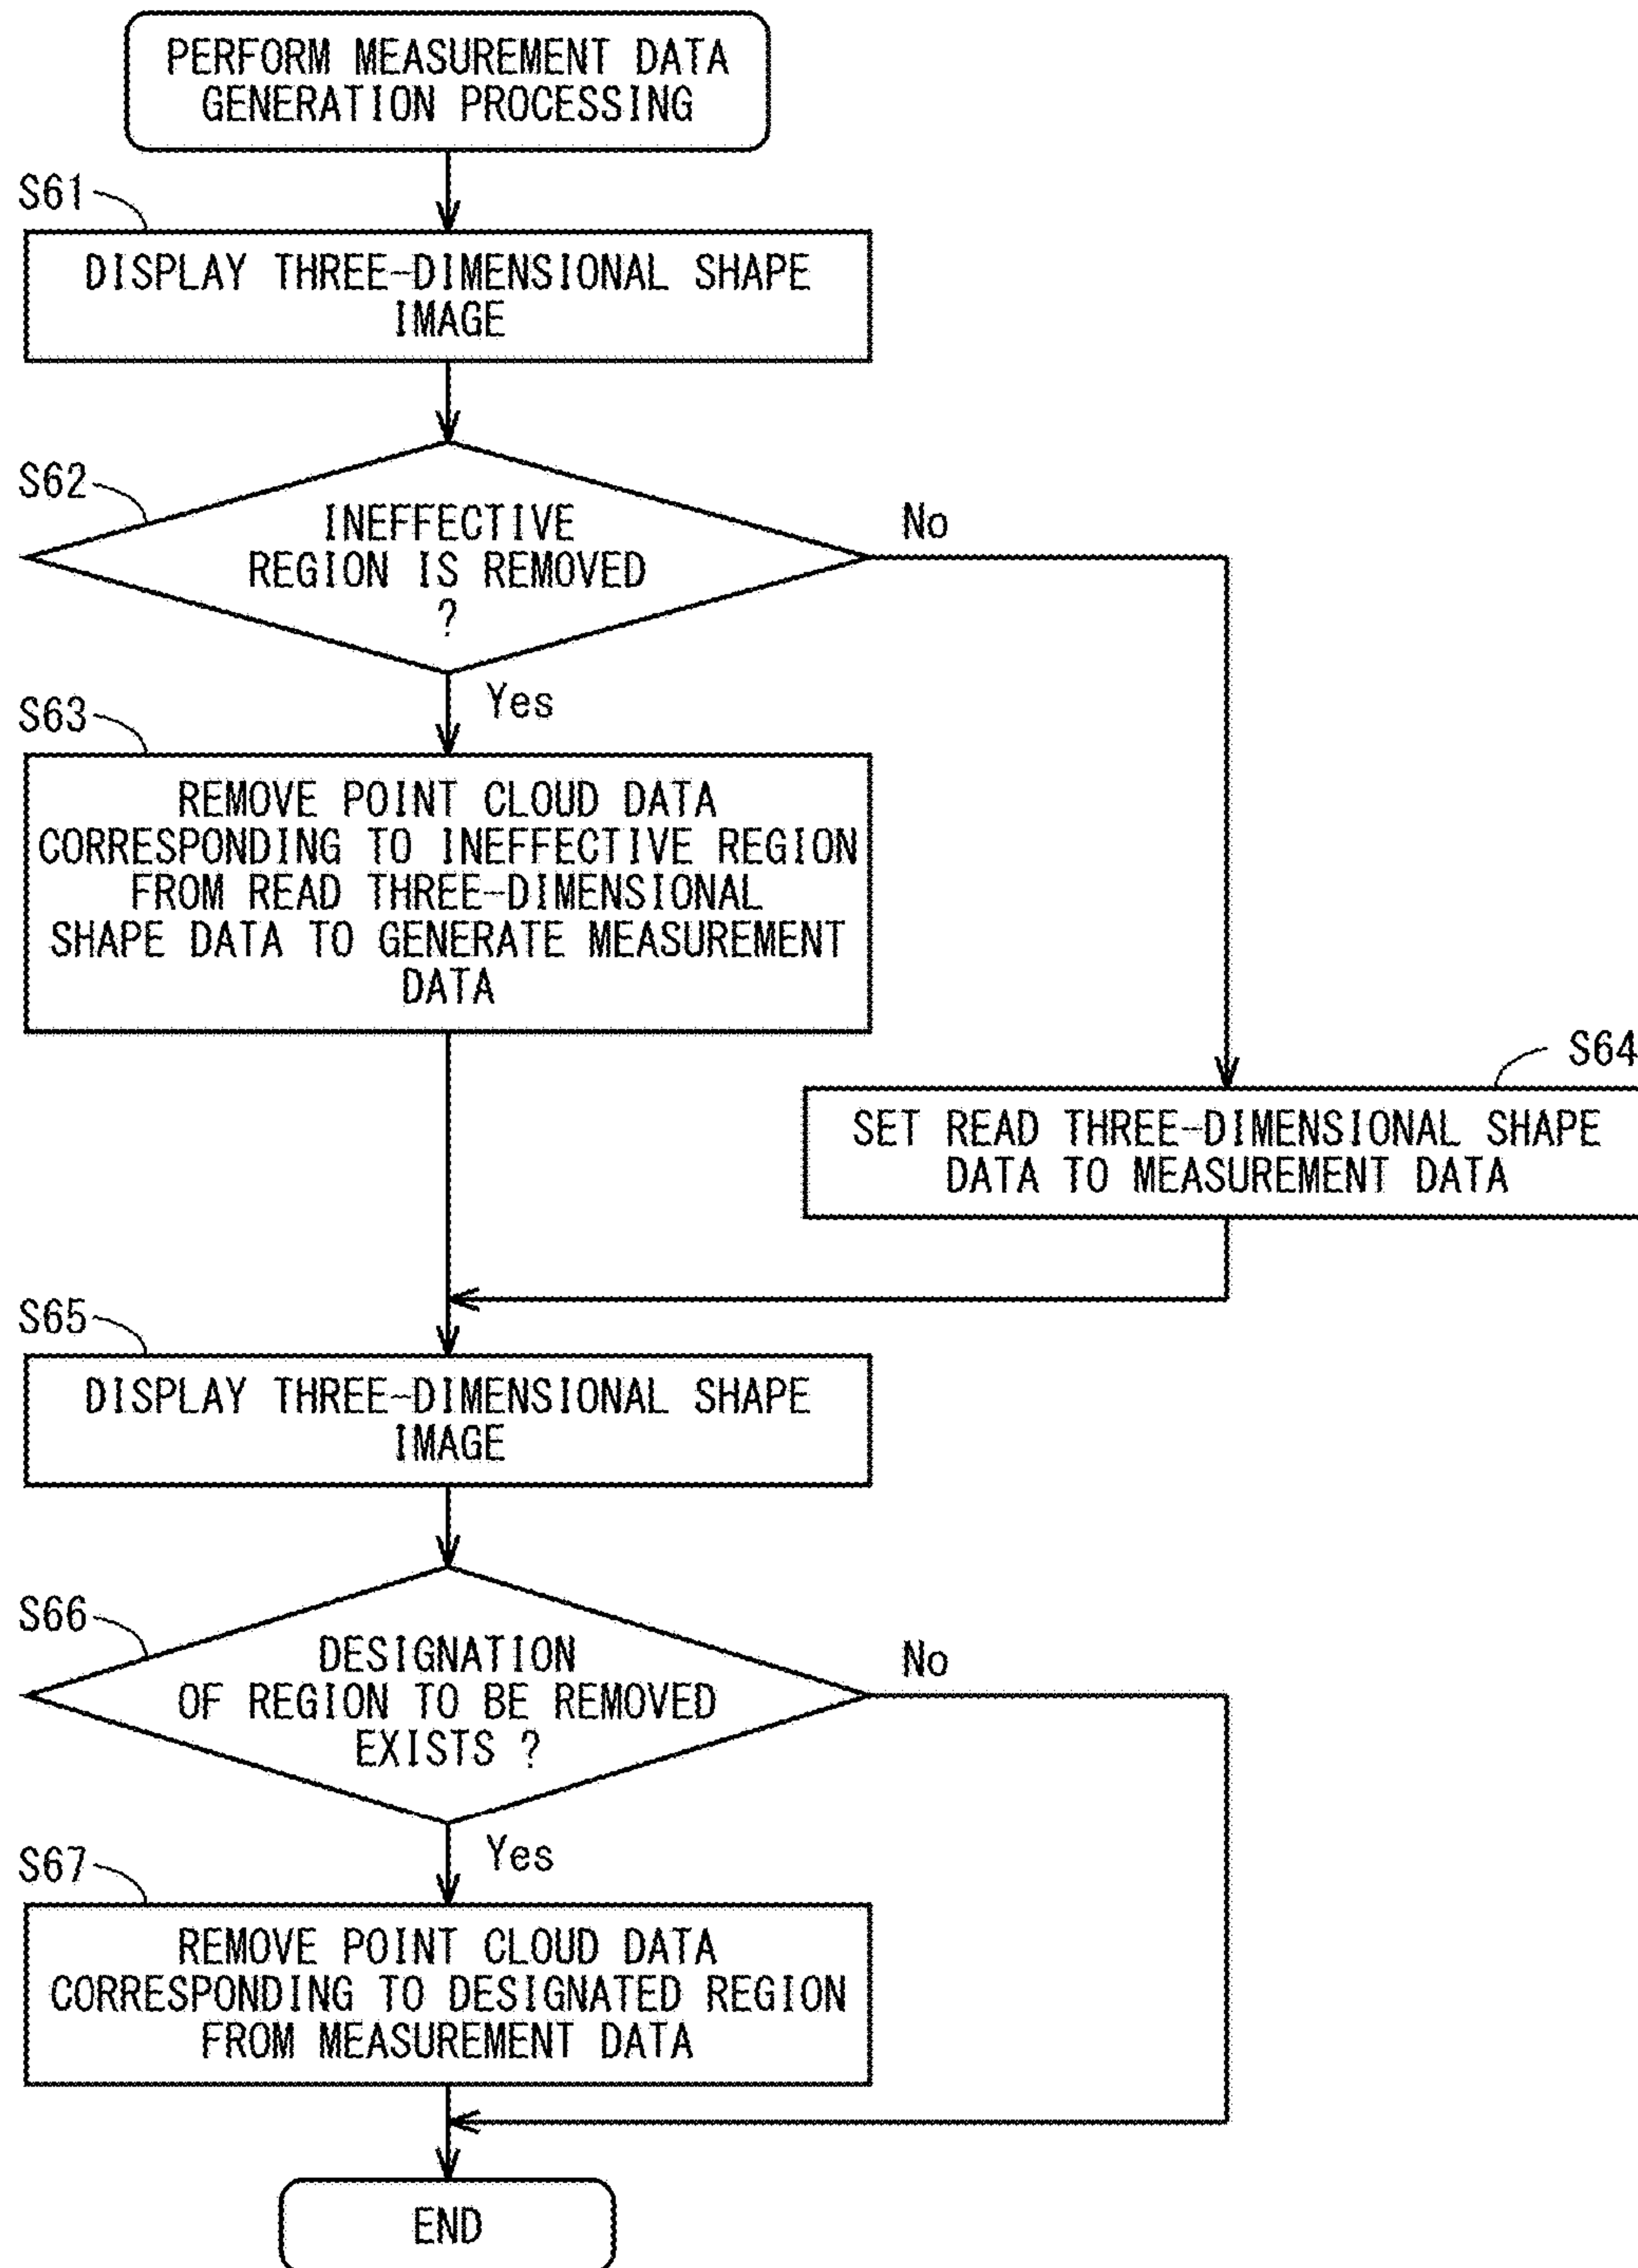 PERFORM MEASUREMENT DATA
GENERATION PROCESSING
S61
DISPLAY THREE-DIMENSIONAL SHAPE
IMAGE
S62
INEFFECTIVE
REGION IS REMOVED
?
No
Yes
S63
REMOVE POINT CLOUD DATA
CORRESPONDING TO INEFFECTIVE REGION
FROM READ THREE-DIMENSIONAL
SHAPE DATA TO GENERATE MEASUREMENT
DATA
S64
SET READ THREE-DIMENSIONAL SHAPE
DATA TO MEASUREMENT DATA
S65
DISPLAY THREE-DIMENSIONAL SHAPE
IMAGE
S66
DESIGNATION
OF REGION TO BE REMOVED
EXISTS ?
No
Yes
S67
REMOVE POINT CLOUD DATA
CORRESPONDING TO DESIGNATED REGION
FROM MEASUREMENT DATA
END